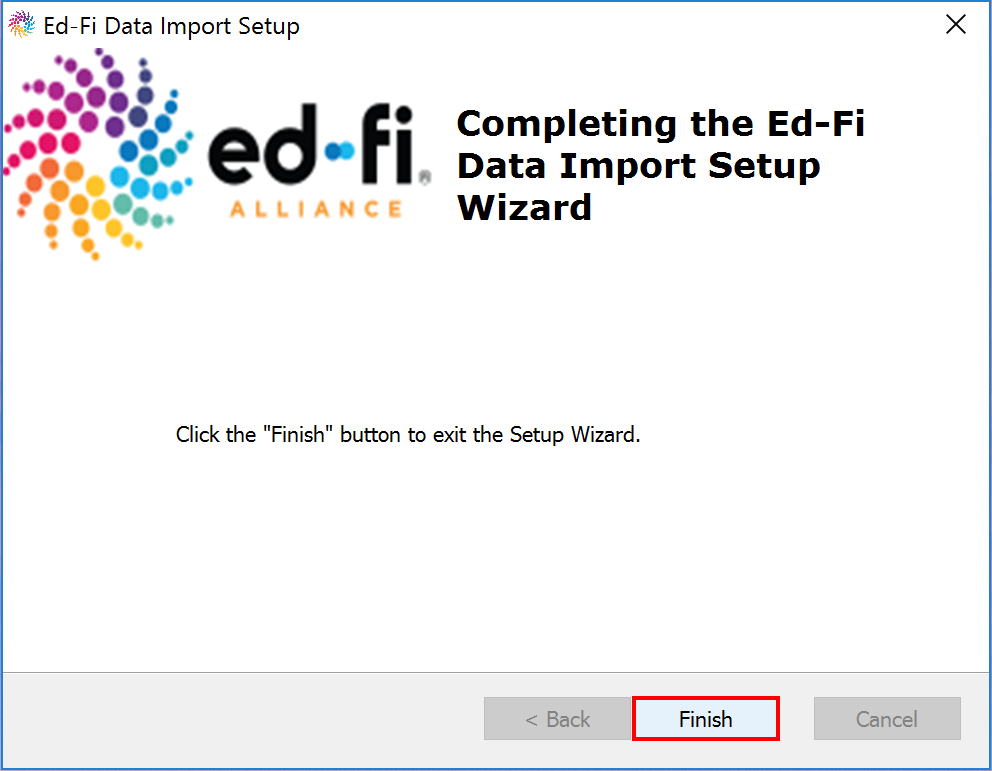 Ed-Fi Data Import Setup
ed-fi®
ALLIANCE
Completing the Ed-Fi
Data Import Setup
Wizard
Click the "Finish" button to exit the Setup Wizard.
< Back
Finish
Cancel